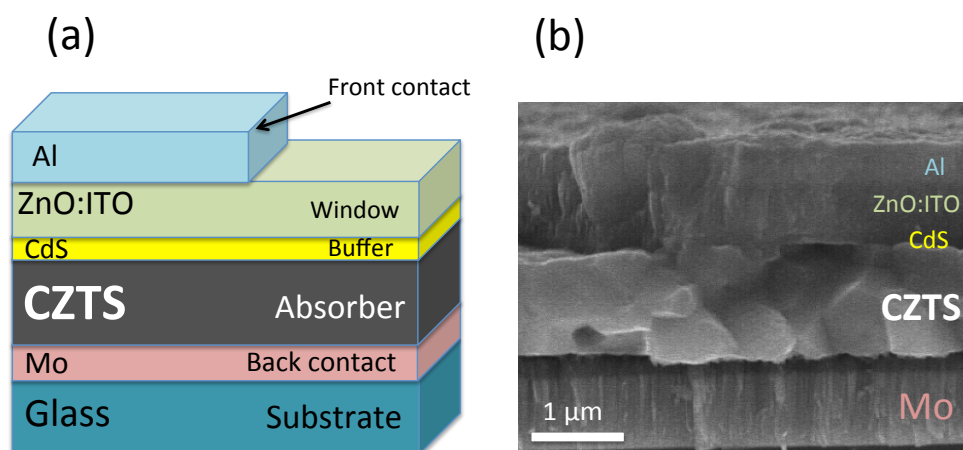 (a)
Front contact
Al
ZnO:ITO Window
CdS Buffer
CZTS Absorber
Mo Back contact
Glass Substrate
(b)
Al
ZnO:ITO
CdS
CZTS
Mo
1 μm